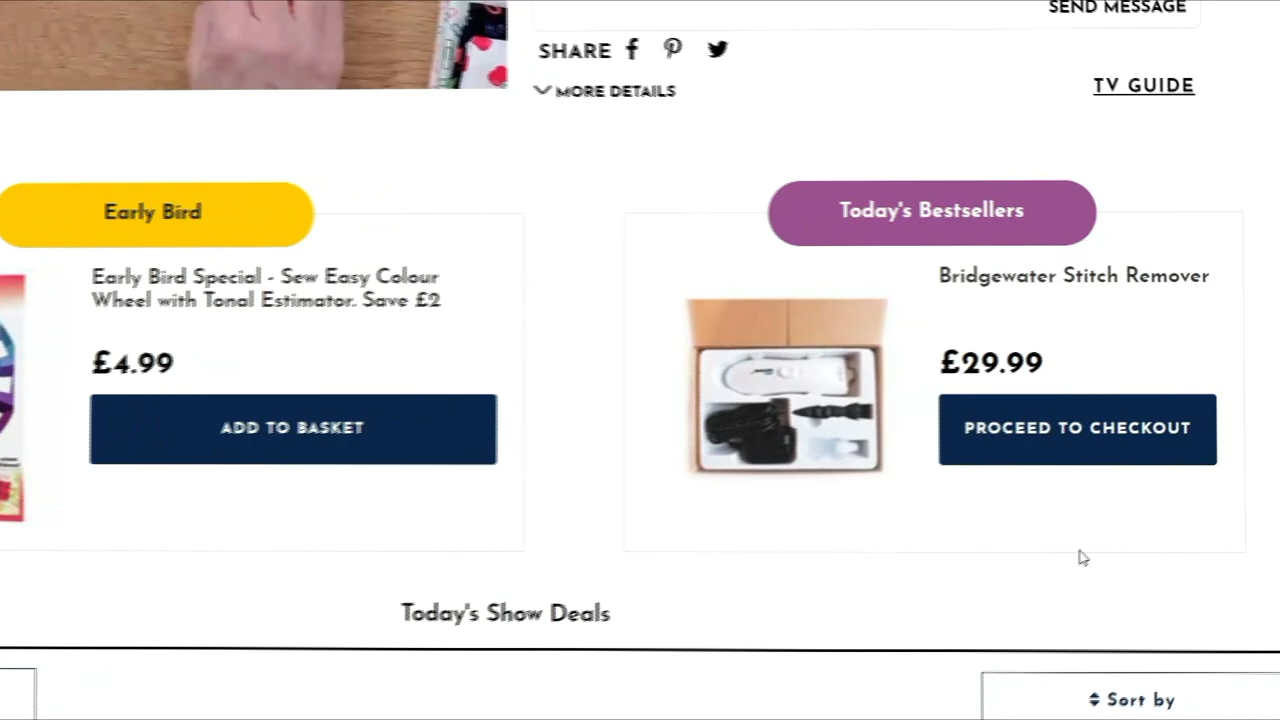 SEND MESSAGE
SHARE
MORE DETAILS
TV GUIDE
Early Bird
Today's Bestsellers
Early Bird Special - Sew Easy Colour
Wheel with Tonal Estimator. Save £2
£4.99
ADD TO BASKET
Bridgewater Stitch Remover
£29.99
PROCEED TO CHECKOUT
Today's Show Deals
Sort by